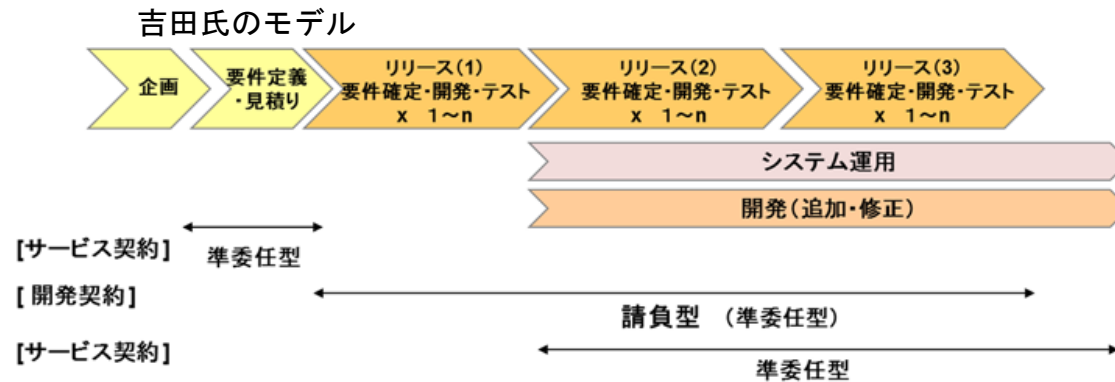 吉田氏のモデル
企画
要件定義
・見積り
リリース(1)
要件確定・開発・テスト
x 1～n
リリース(2)
要件確定・開発・テスト
x 1～n
リリース(3)
要件確定・開発・テスト
x 1～n
システム運用
開発(追加・修正)
[サービス契約]
準委任型
[ 開発契約]
請負型 (準委任型)
[サービス契約]
準委任型